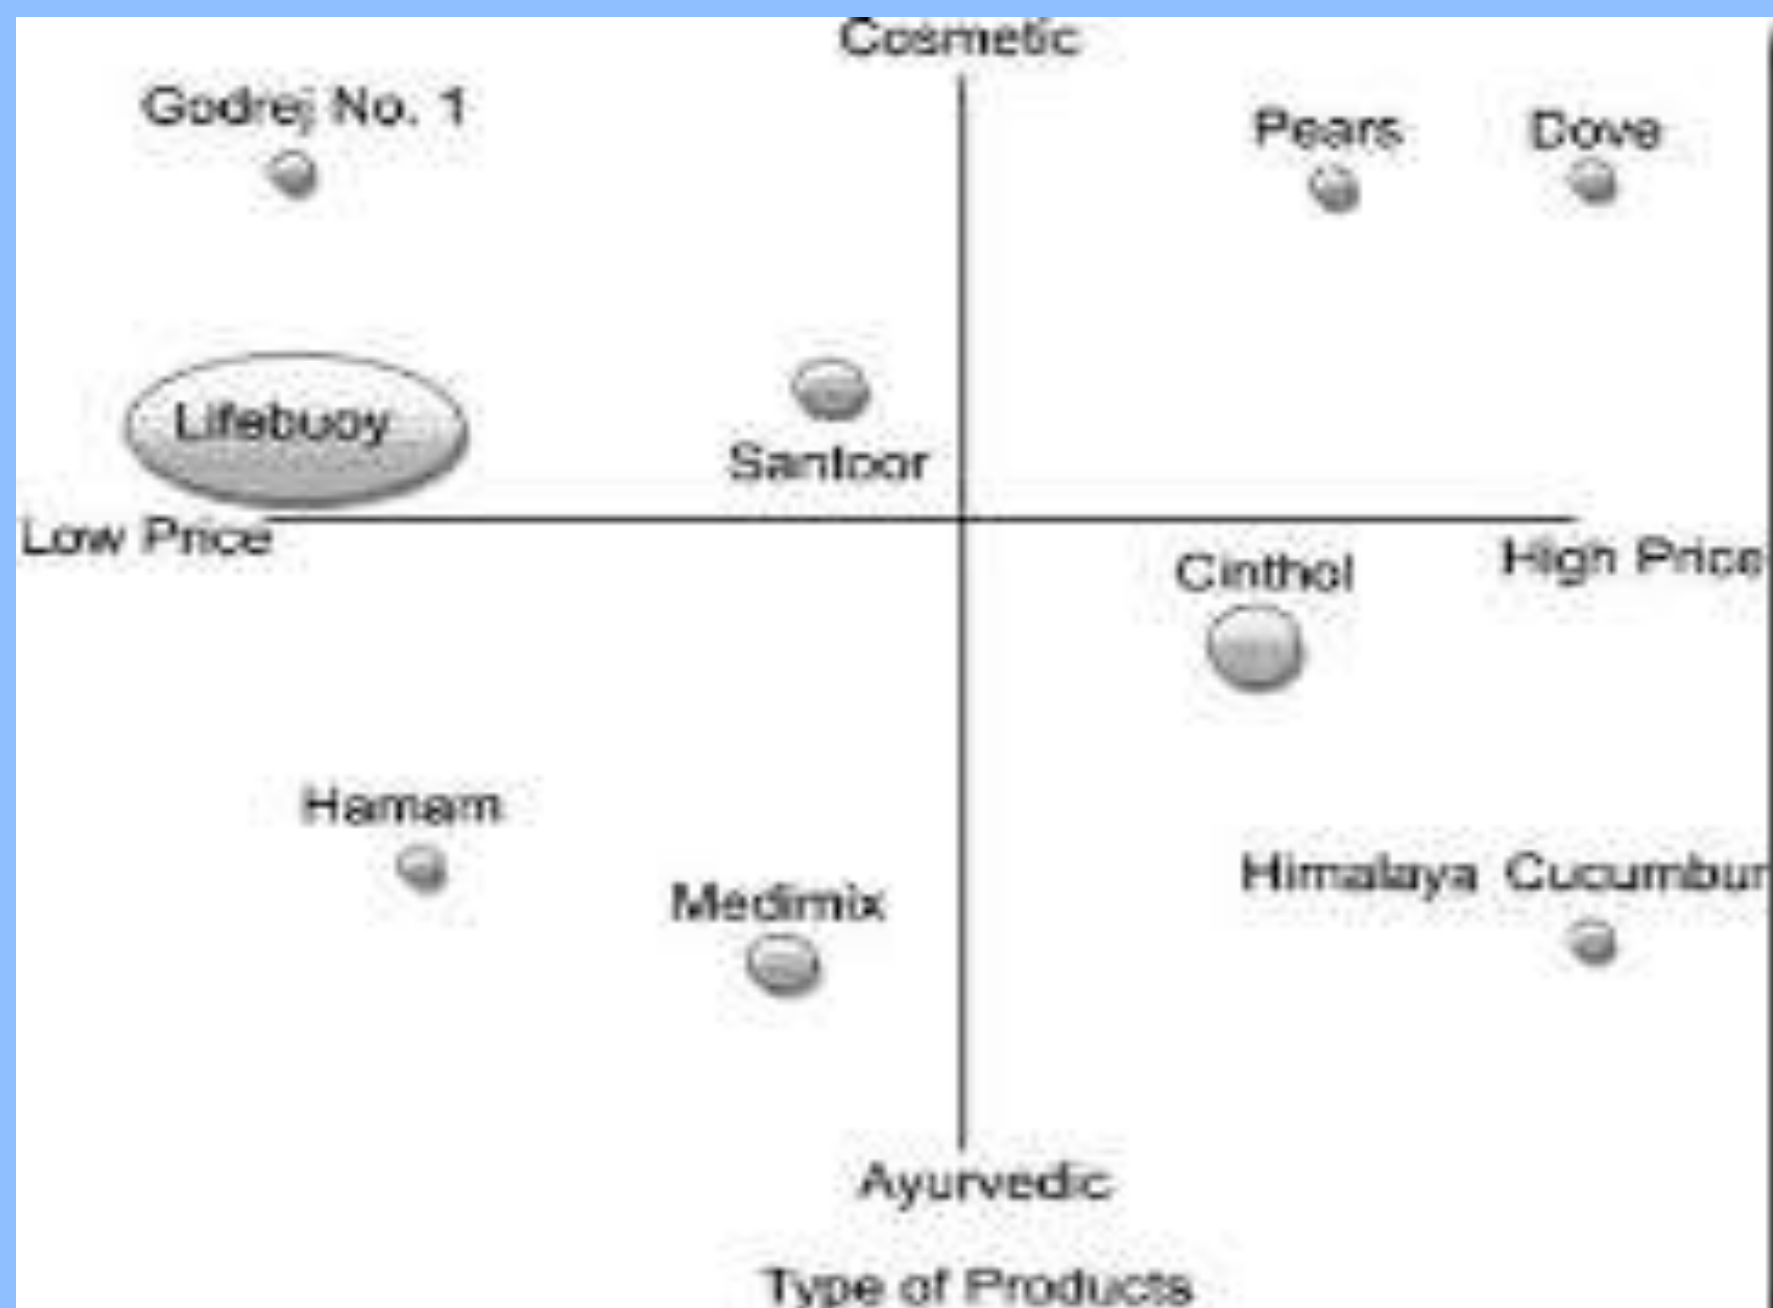 Cosmetic
Godrej No. 1
Pears
Dove
Lifebuoy
Santoor
Low Price
High Price
Cinthol
Hamam
Medimix
Himalaya Cucumbur
Ayurvedic
Type of Products